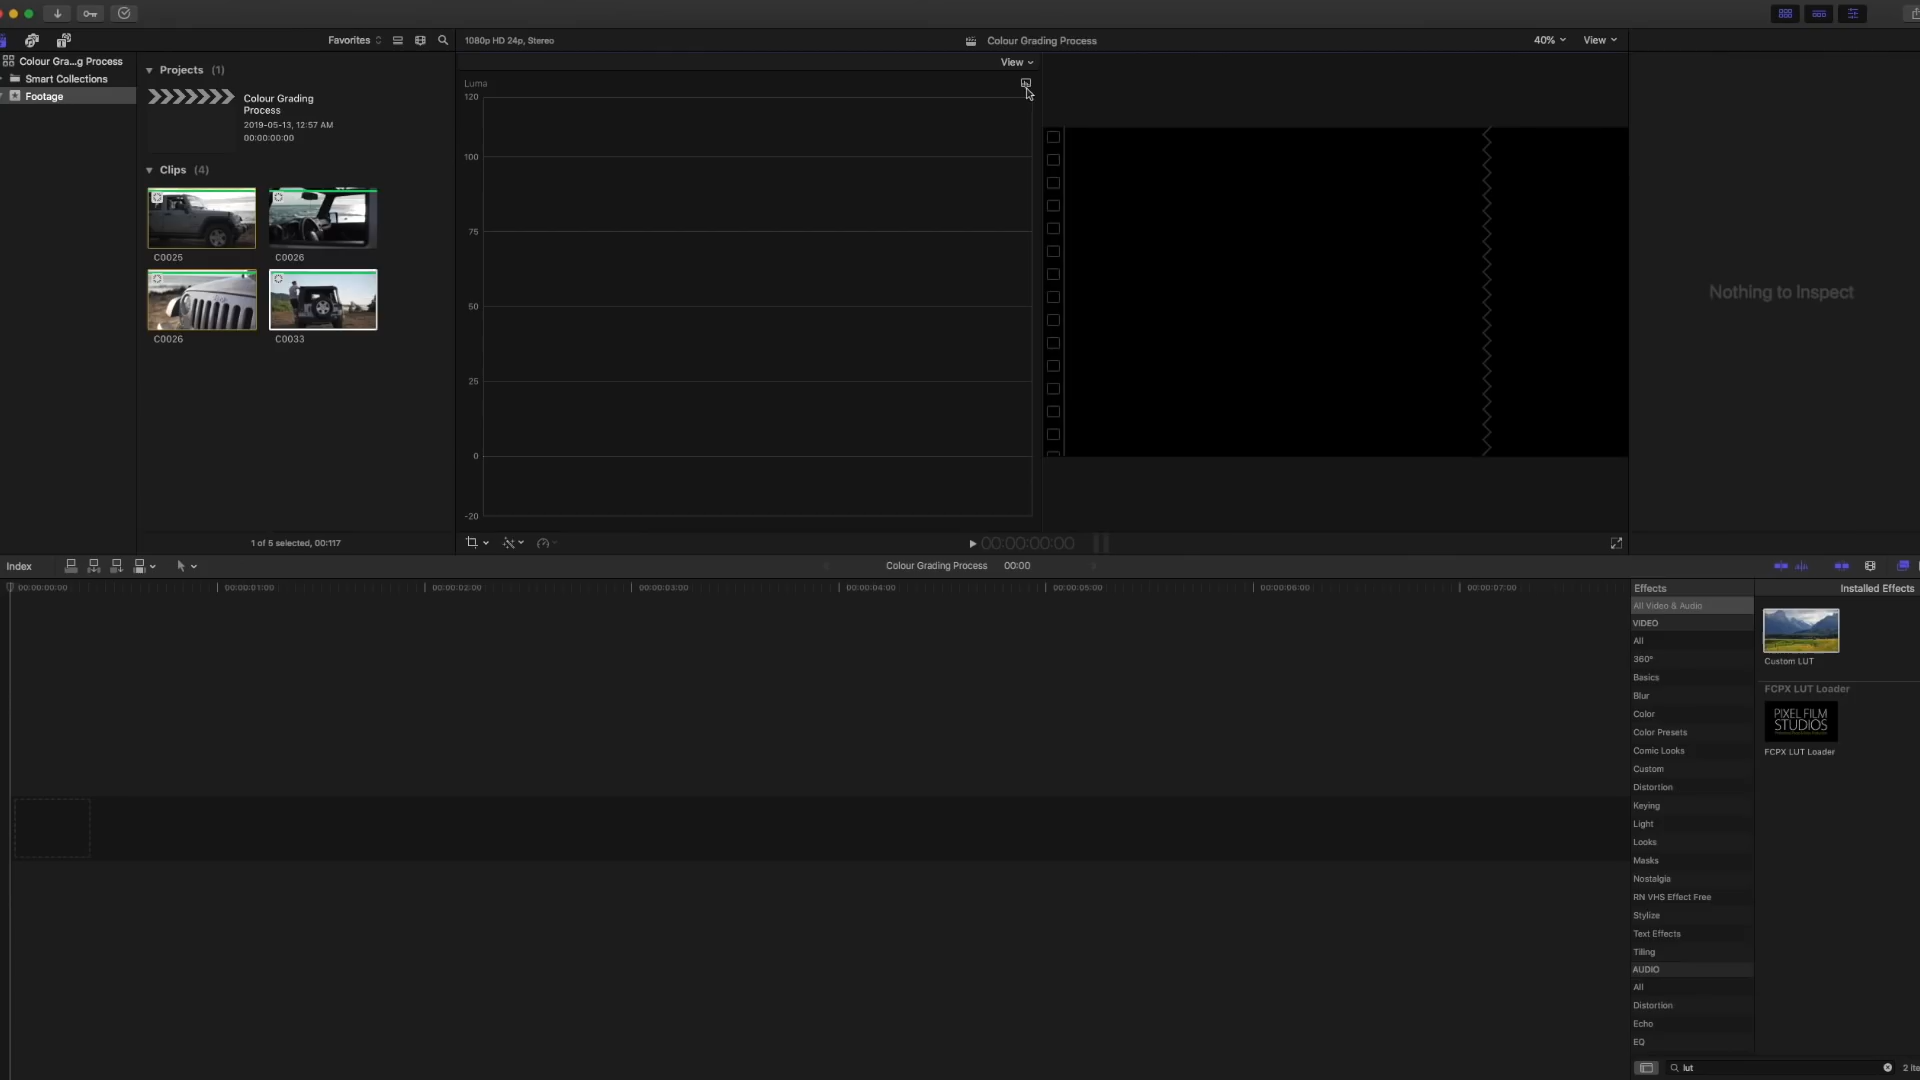 Favorites
1080p HD 24p, Stereo
Colour Grading Process
40%
View
Colour Gra...g Process
Smart Collections
Footage
Projects (1)
Colour Grading
Process
2019-05-13, 12:57 AM
00:00:00:00
Clips (4)
C0025
C0026
C0026
C0033
1 of 5 selected, 00:117
View
Luma
120
100
75
50
25
0
-20
00:00:00:00
Nothing to Inspect
Index
Colour Grading Process 00:00
00:00:00:00
00:00:01:00
00:00:02:00
00:00:03:00
00:00:04:00
00:00:05:00
00:00:06:00
00:00:07:00
Effects
Installed Effects
All Video & Audio
VIDEO
All
360°
Basics
Blur
Color
Color Presets
Comic Looks
Custom
Distortion
Keying
Light
Looks
Masks
Nostalgia
RN VHS Effect Free
Stylize
Text Effects
Tiling
AUDIO
All
Distortion
Echo
EQ
Custom LUT
FCPX LUT Loader
PIXEL FILM
STUDIOS
FCPX LUT Loader
lut
2